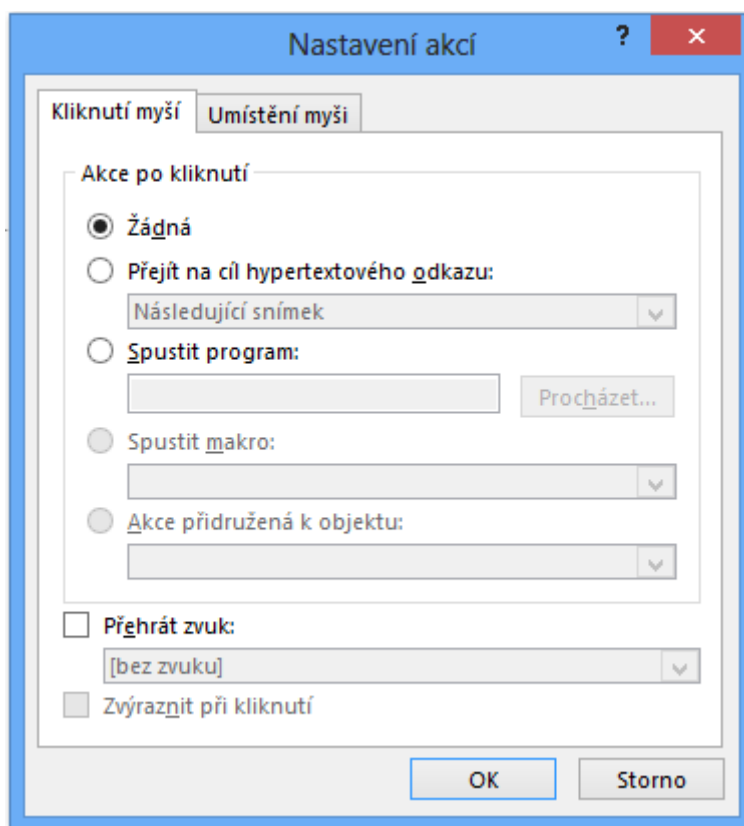 Nastavení akcí
?
Kliknutí myší
Umístění myši
Akce po kliknutí
Žádná
Přejít na cíl hypertextového odkazu:
Následující snímek
Spustit program:
Procházet...
Spustit makro:
Akce přidružená k objektu:
Přehrát zvuk:
[bez zvuku]
Zvýraznit při kliknutí
OK
Storno